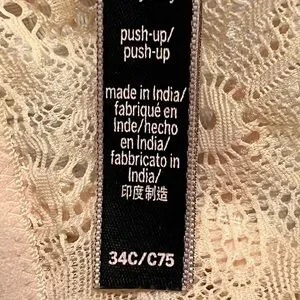 push-up/
push-up
made in India/
fabriqué en
Inde/hecho
en India/
fabbricato in
India/
印度制造
34C/C75